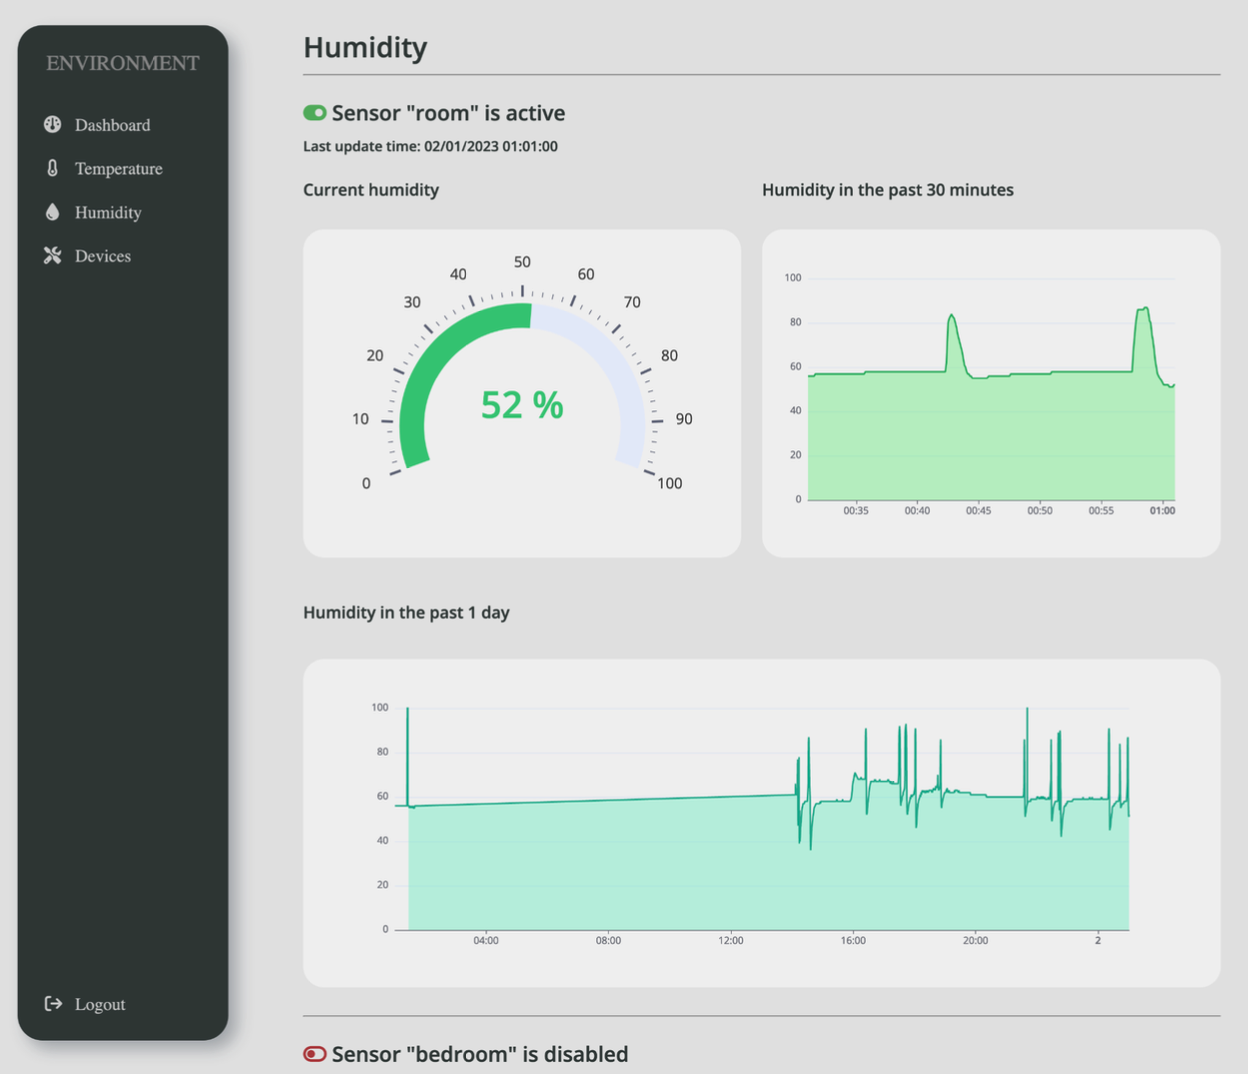 ENVIRONMENT
Dashboard
Temperature
Humidity
Devices
Logout
Humidity
Sensor "room" is active
Last update time: 02/01/2023 01:01:00
Current humidity
0
10
20
30
40
50
60
70
80
90
100
52 %
Humidity in the past 30 minutes
100
80
60
40
20
0
00:35 00:40 00:45 00:50 00:55 01:00
Humidity in the past 1 day
100
80
60
40
20
0
04:00 08:00 12:00 16:00 20:00 2
Sensor "bedroom" is disabled